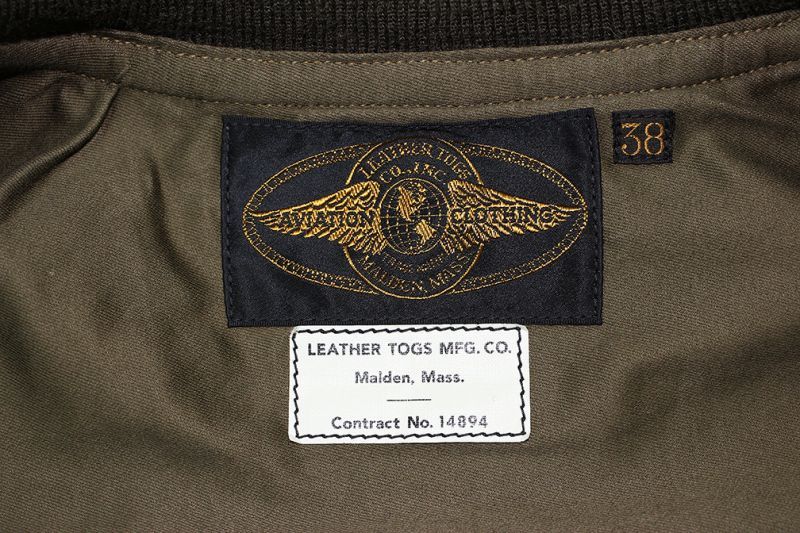 LEATHER TOGS
CO., INC.
AVIATION CLOTHING
MALDEN, MASS.
38
LEATHER TOGS MFG. CO.
Malden, Mass.
Contract No. 14894